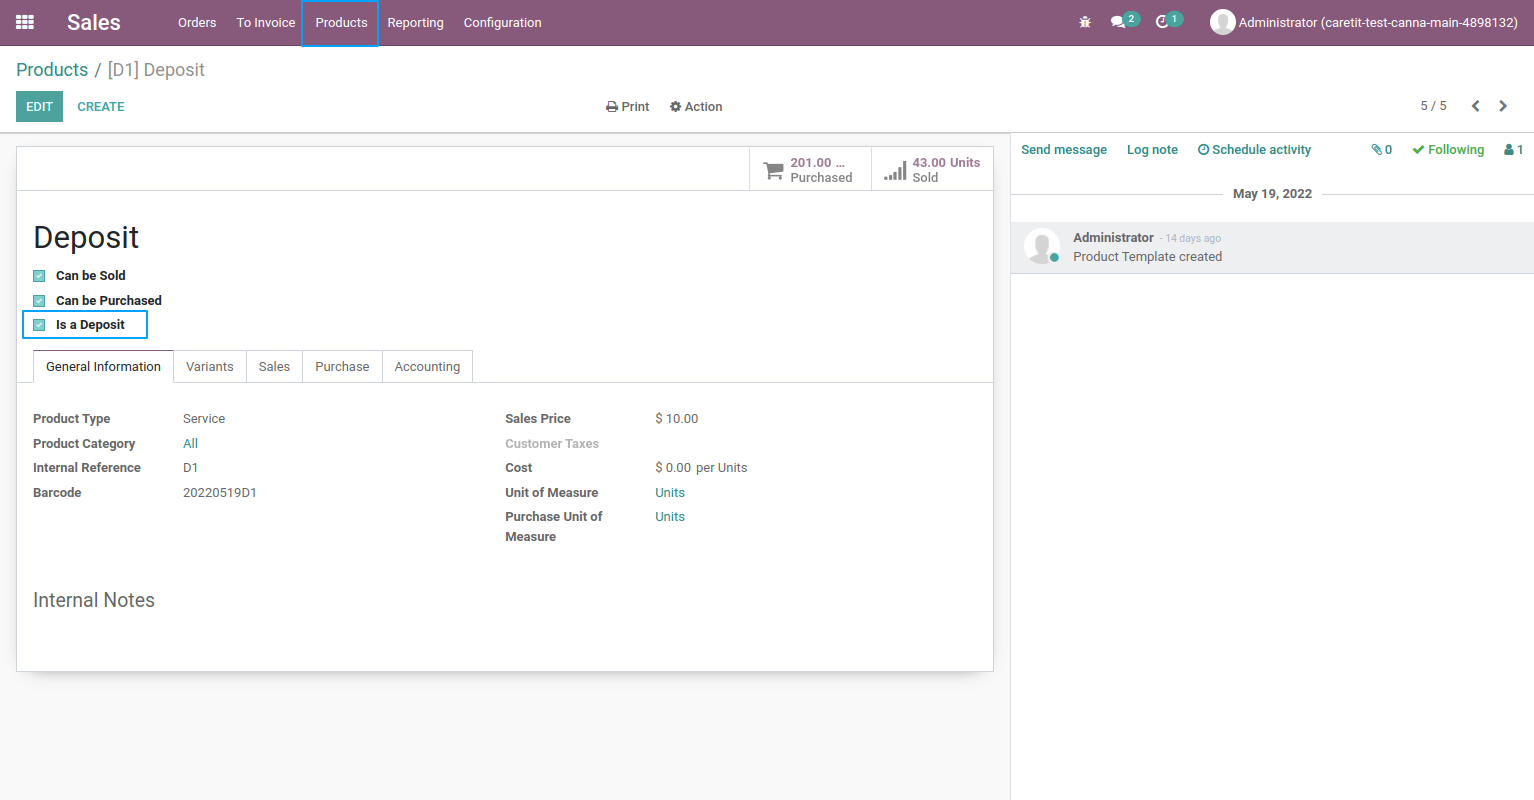 Sales Orders To Invoice Products Reporting Configuration 2 1 Administrator (caretit-test-canna-main-4898132)
Products / [D1] Deposit
EDIT CREATE Print Action 5 / 5
Send message Log note Schedule activity 0 Following 1
201.00 ... Purchased
43.00 Units Sold
May 19, 2022
Administrator - 14 days ago
Product Template created
Deposit
Can be Sold
Can be Purchased
Is a Deposit
General Information Variants Sales Purchase Accounting
Product Type Service
Product Category All
Internal Reference D1
Barcode 20220519D1
Sales Price $ 10.00
Customer Taxes
Cost $ 0.00 per Units
Unit of Measure Units
Purchase Unit of Measure Units
Internal Notes